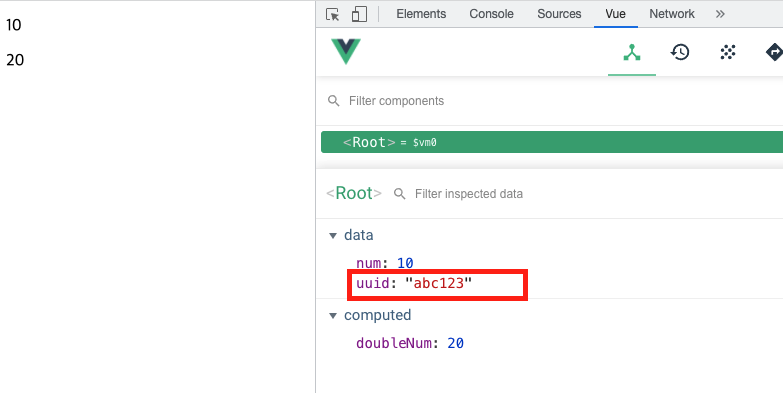 10
20
Elements Console Sources Vue Network »
Filter components
<Root> = $vm0
<Root> Filter inspected data
data
num: 10
uuid: "abc123"
computed
doubleNum: 20